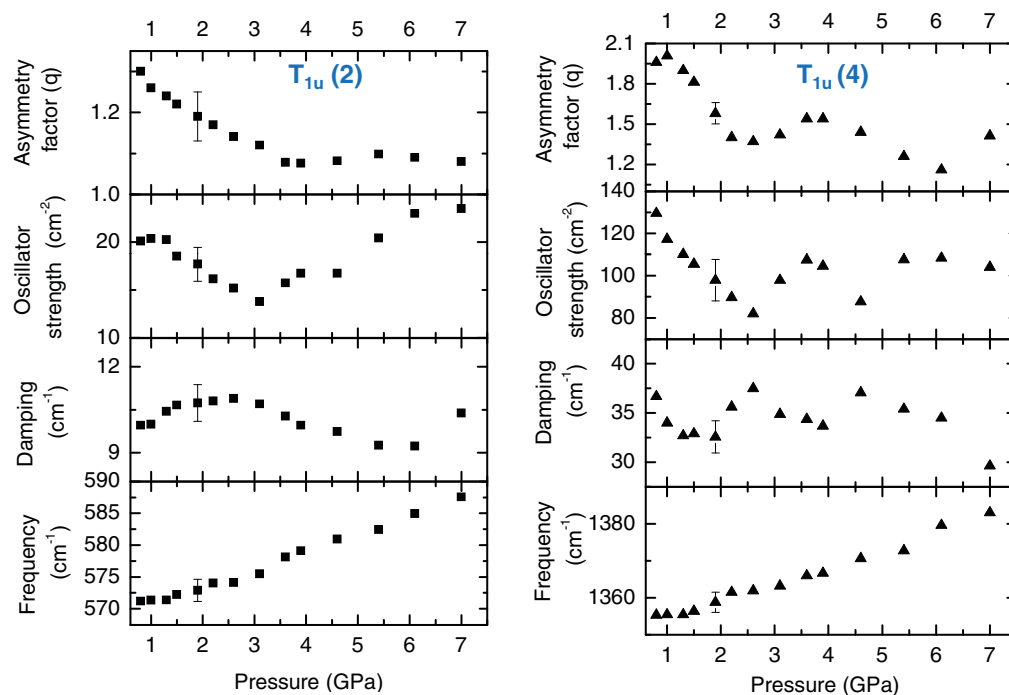 1 2 3 4 5 6 7
T1u (2)
Asymmetry
factor (q)
1.2
1.0
Oscillator
strength (cm-2)
20
10
Damping
(cm-1)
12
9
Frequency
(cm-1)
590
585
580
575
570
1 2 3 4 5 6 7
Pressure (GPa)
1 2 3 4 5 6 7
T1u (4)
Asymmetry
factor (q)
2.1
1.8
1.5
1.2
Oscillator
strength (cm-2)
140
120
100
80
Damping
(cm-1)
40
35
30
Frequency
(cm-1)
1380
1360
1 2 3 4 5 6 7
Pressure (GPa)